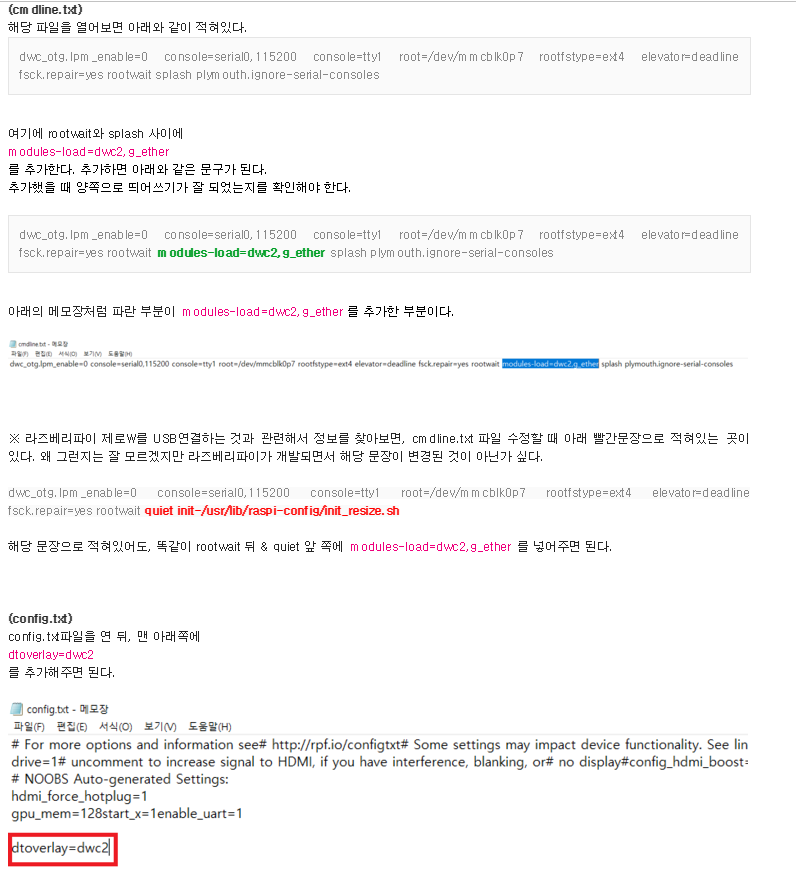 (cmdline.txt)
해당 파일을 열어보면 아래와 같이 적혀있다.
dwc_otg.lpm_enable=0 console=serial0,115200 console=tty1 root=/dev/mmcblk0p7 rootfstype=ext4 elevator=deadline
fsck.repair=yes rootwait splash plymouth.ignore-serial-consoles
여기에 rootwait와 splash 사이에
modules-load=dwc2,g_ether
를 추가한다. 추가하면 아래와 같은 문구가 된다.
추가했을 때 양쪽으로 띄어쓰기가 잘 되었는지를 확인해야 한다.
dwc_otg.lpm_enable=0 console=serial0,115200 console=tty1 root=/dev/mmcblk0p7 rootfstype=ext4 elevator=deadline
fsck.repair=yes rootwait modules-load=dwc2,g_ether splash plymouth.ignore-serial-consoles
아래의 메모장처럼 파란 부분이 modules-load=dwc2,g_ether 를 추가한 부분이다.
cmdline.txt - 메모장
파일(F) 편집(E) 서식(O) 보기(V) 도움말(H)
dwc_otg.lpm_enable=0 console=serial0,115200 console=tty1 root=/dev/mmcblk0p7 rootfstype=ext4 elevator=deadline fsck.repair=yes rootwait modules-load=dwc2,g_ether splash plymouth.ignore-serial-consoles
※ 라즈베리파이 제로W를 USB연결하는 것과 관련해서 정보를 찾아보면, cmdline.txt 파일 수정할 때 아래 빨간문장으로 적혀있는 곳이
있다. 왜 그런지는 잘 모르겠지만 라즈베리파이가 개발되면서 해당 문장이 변경된 것이 아닌가 싶다.
dwc_otg.lpm_enable=0 console=serial0,115200 console=tty1 root=/dev/mmcblk0p7 rootfstype=ext4 elevator=deadline
fsck.repair=yes rootwait quiet init-/usr/lib/raspi-config/init_resize.sh
해당 문장으로 적혀있어도, 똑같이 rootwait 뒤 & quiet 앞 쪽에 modules-load=dwc2,g_ether 를 넣어주면 된다.
(config.txt)
config.txt파일을 연 뒤, 맨 아래쪽에
dtoverlay=dwc2
를 추가해주면 된다.
config.txt - 메모장
파일(F) 편집(E) 서식(O) 보기(V) 도움말(H)
# For more options and information see# http://rpf.io/configtxt# Some settings may impact device functionality. See lin
drive=1# uncomment to increase signal to HDMI, if you have interference, blanking, or# no display#config_hdmi_boost=
# NOOBS Auto-generated Settings:
hdmi_force_hotplug=1
gpu_mem=128start_x=1enable_uart=1
dtoverlay=dwc2